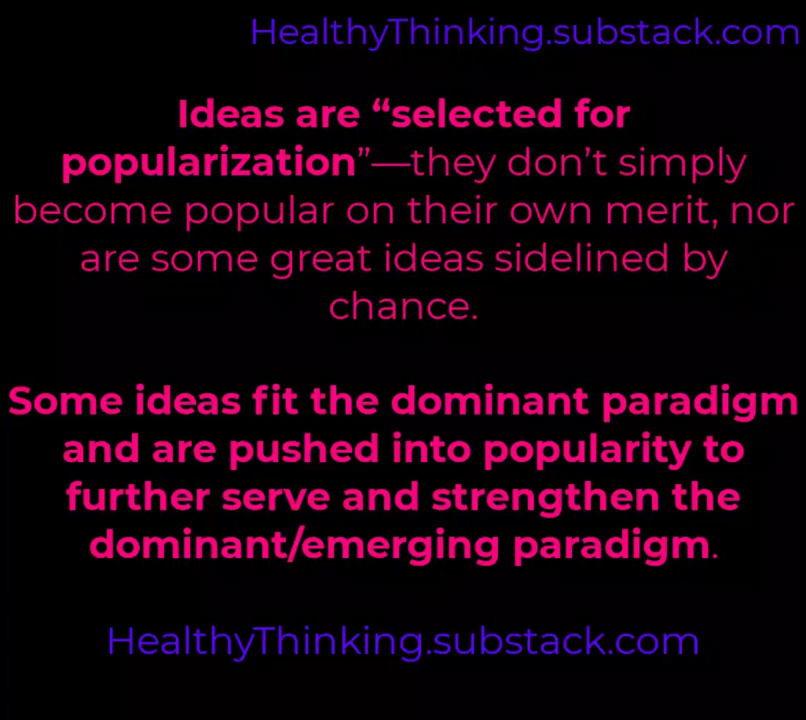 HealthyThinking.substack.com
Ideas are “selected for
popularization”—they don’t simply
become popular on their own merit, nor
are some great ideas sidelined by
chance.
Some ideas fit the dominant paradigm
and are pushed into popularity to
further serve and strengthen the
dominant/emerging paradigm.
HealthyThinking.substack.com